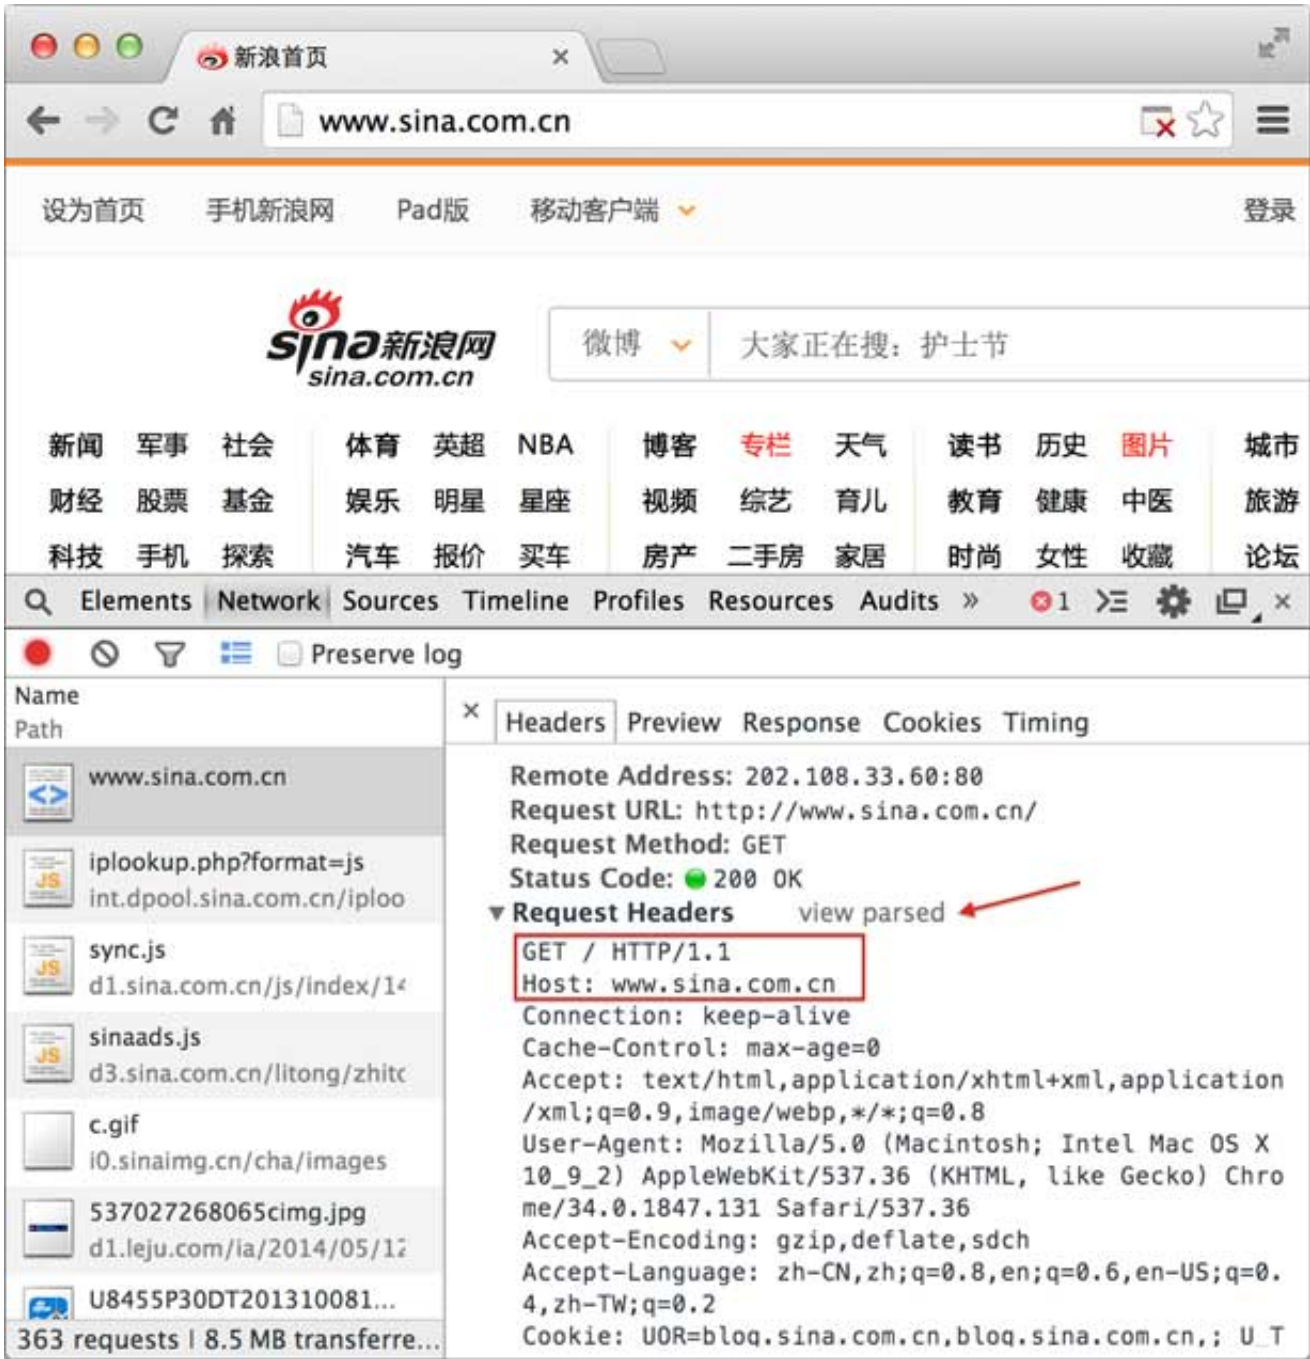 新浪首页
www.sina.com.cn
设为首页 手机新浪网 Pad版 移动客户端 登录
sina新浪网
sina.com.cn
微博 大家正在搜：护士节
新闻 军事 社会 体育 英超 NBA 博客 专栏 天气 读书 历史 图片 城市
财经 股票 基金 娱乐 明星 星座 视频 综艺 育儿 教育 健康 中医 旅游
科技 手机 探索 汽车 报价 买车 房产 二手房 家居 时尚 女性 收藏 论坛
Elements Network Sources Timeline Profiles Resources Audits » 1
Preserve log
Name
Path
www.sina.com.cn
iplookup.php?format=js
int.dpool.sina.com.cn/iploo
sync.js
d1.sina.com.cn/js/index/14
sinaads.js
d3.sina.com.cn/litong/zhitc
c.gif
i0.sinaimg.cn/cha/images
537027268065cimg.jpg
d1.leju.com/ia/2014/05/12
U8455P30DT201310081...
363 requests | 8.5 MB transferre...
Headers Preview Response Cookies Timing
Remote Address: 202.108.33.60:80
Request URL: http://www.sina.com.cn/
Request Method: GET
Status Code: 200 OK
Request Headers view parsed
GET / HTTP/1.1
Host: www.sina.com.cn
Connection: keep-alive
Cache-Control: max-age=0
Accept: text/html,application/xhtml+xml,application
/xml;q=0.9,image/webp,*/*;q=0.8
User-Agent: Mozilla/5.0 (Macintosh; Intel Mac OS X
10_9_2) AppleWebKit/537.36 (KHTML, like Gecko) Chro
me/34.0.1847.131 Safari/537.36
Accept-Encoding: gzip,deflate,sdch
Accept-Language: zh-CN,zh;q=0.8,en;q=0.6,en-US;q=0.
4,zh-TW;q=0.2
Cookie: UOR=blog.sina.com.cn,blog.sina.com.cn,; U_T